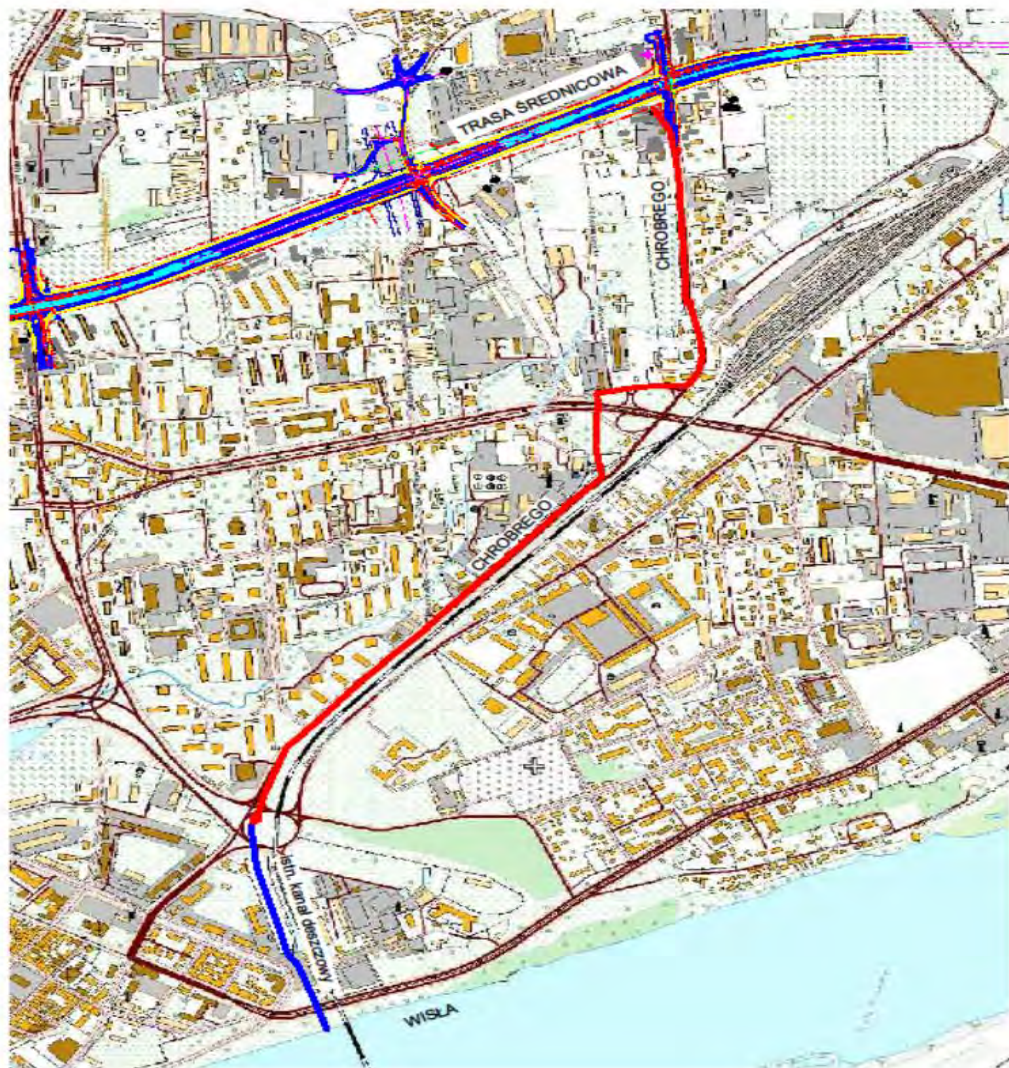 TRASA ŚREDNICOWA
CHROBREGO
CHROBREGO
istn. kanał deszczowy
WISŁA